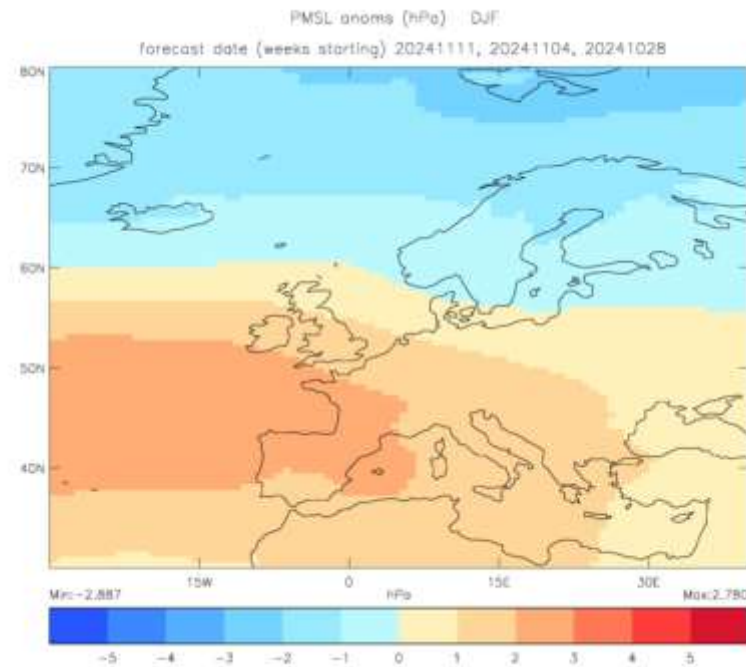 PMSL anoms (hPa) DJF
forecast date (weeks starting) 20241111, 20241104, 20241028
80N
70N
60N
50N
40N
15W 0 15E 30E
Min:-2.887 hPa Max:2.780
-5 -4 -3 -2 -1 0 1 2 3 4 5